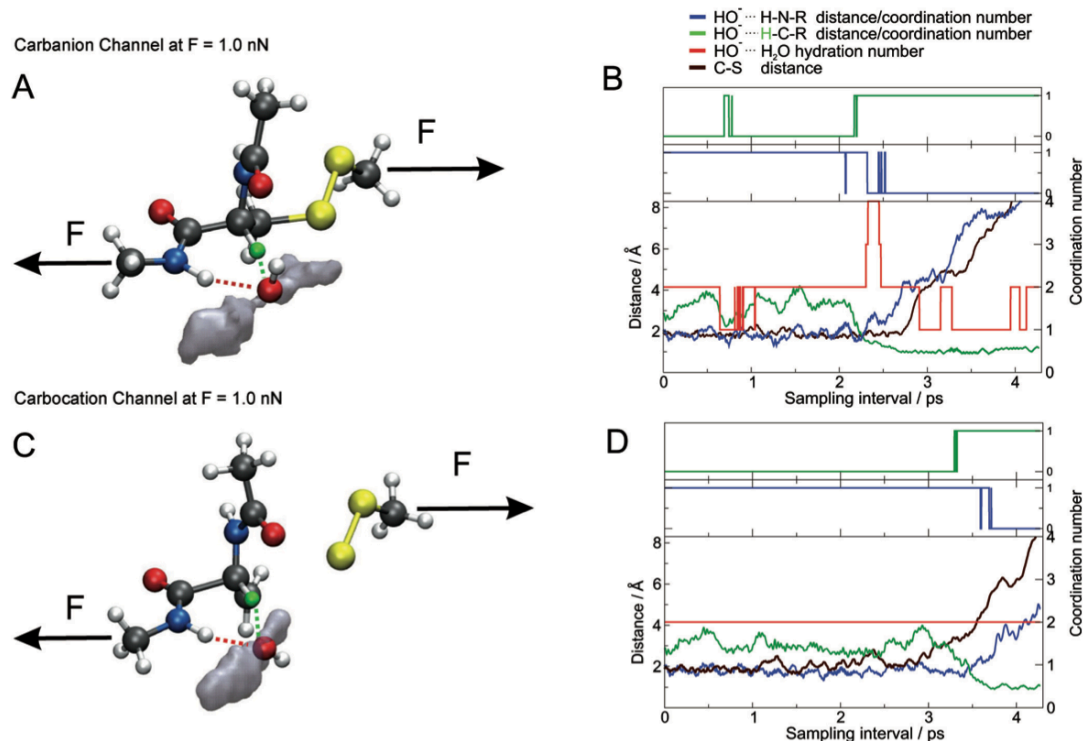 HO⁻ ··· H-N-R distance/coordination number
HO⁻ ··· H-C-R distance/coordination number
HO⁻ ··· H₂O hydration number
C-S distance
Carbanion Channel at F = 1.0 nN
A
F
F
B
1
0
1
0
8
6
4
2
4
3
2
1
0
Distance / Å
Coordination number
0 1 2 3 4
Sampling interval / ps
Carbocation Channel at F = 1.0 nN
C
F
F
D
1
0
1
0
8
6
4
2
4
3
2
1
0
Distance / Å
Coordination number
0 1 2 3 4
Sampling interval / ps